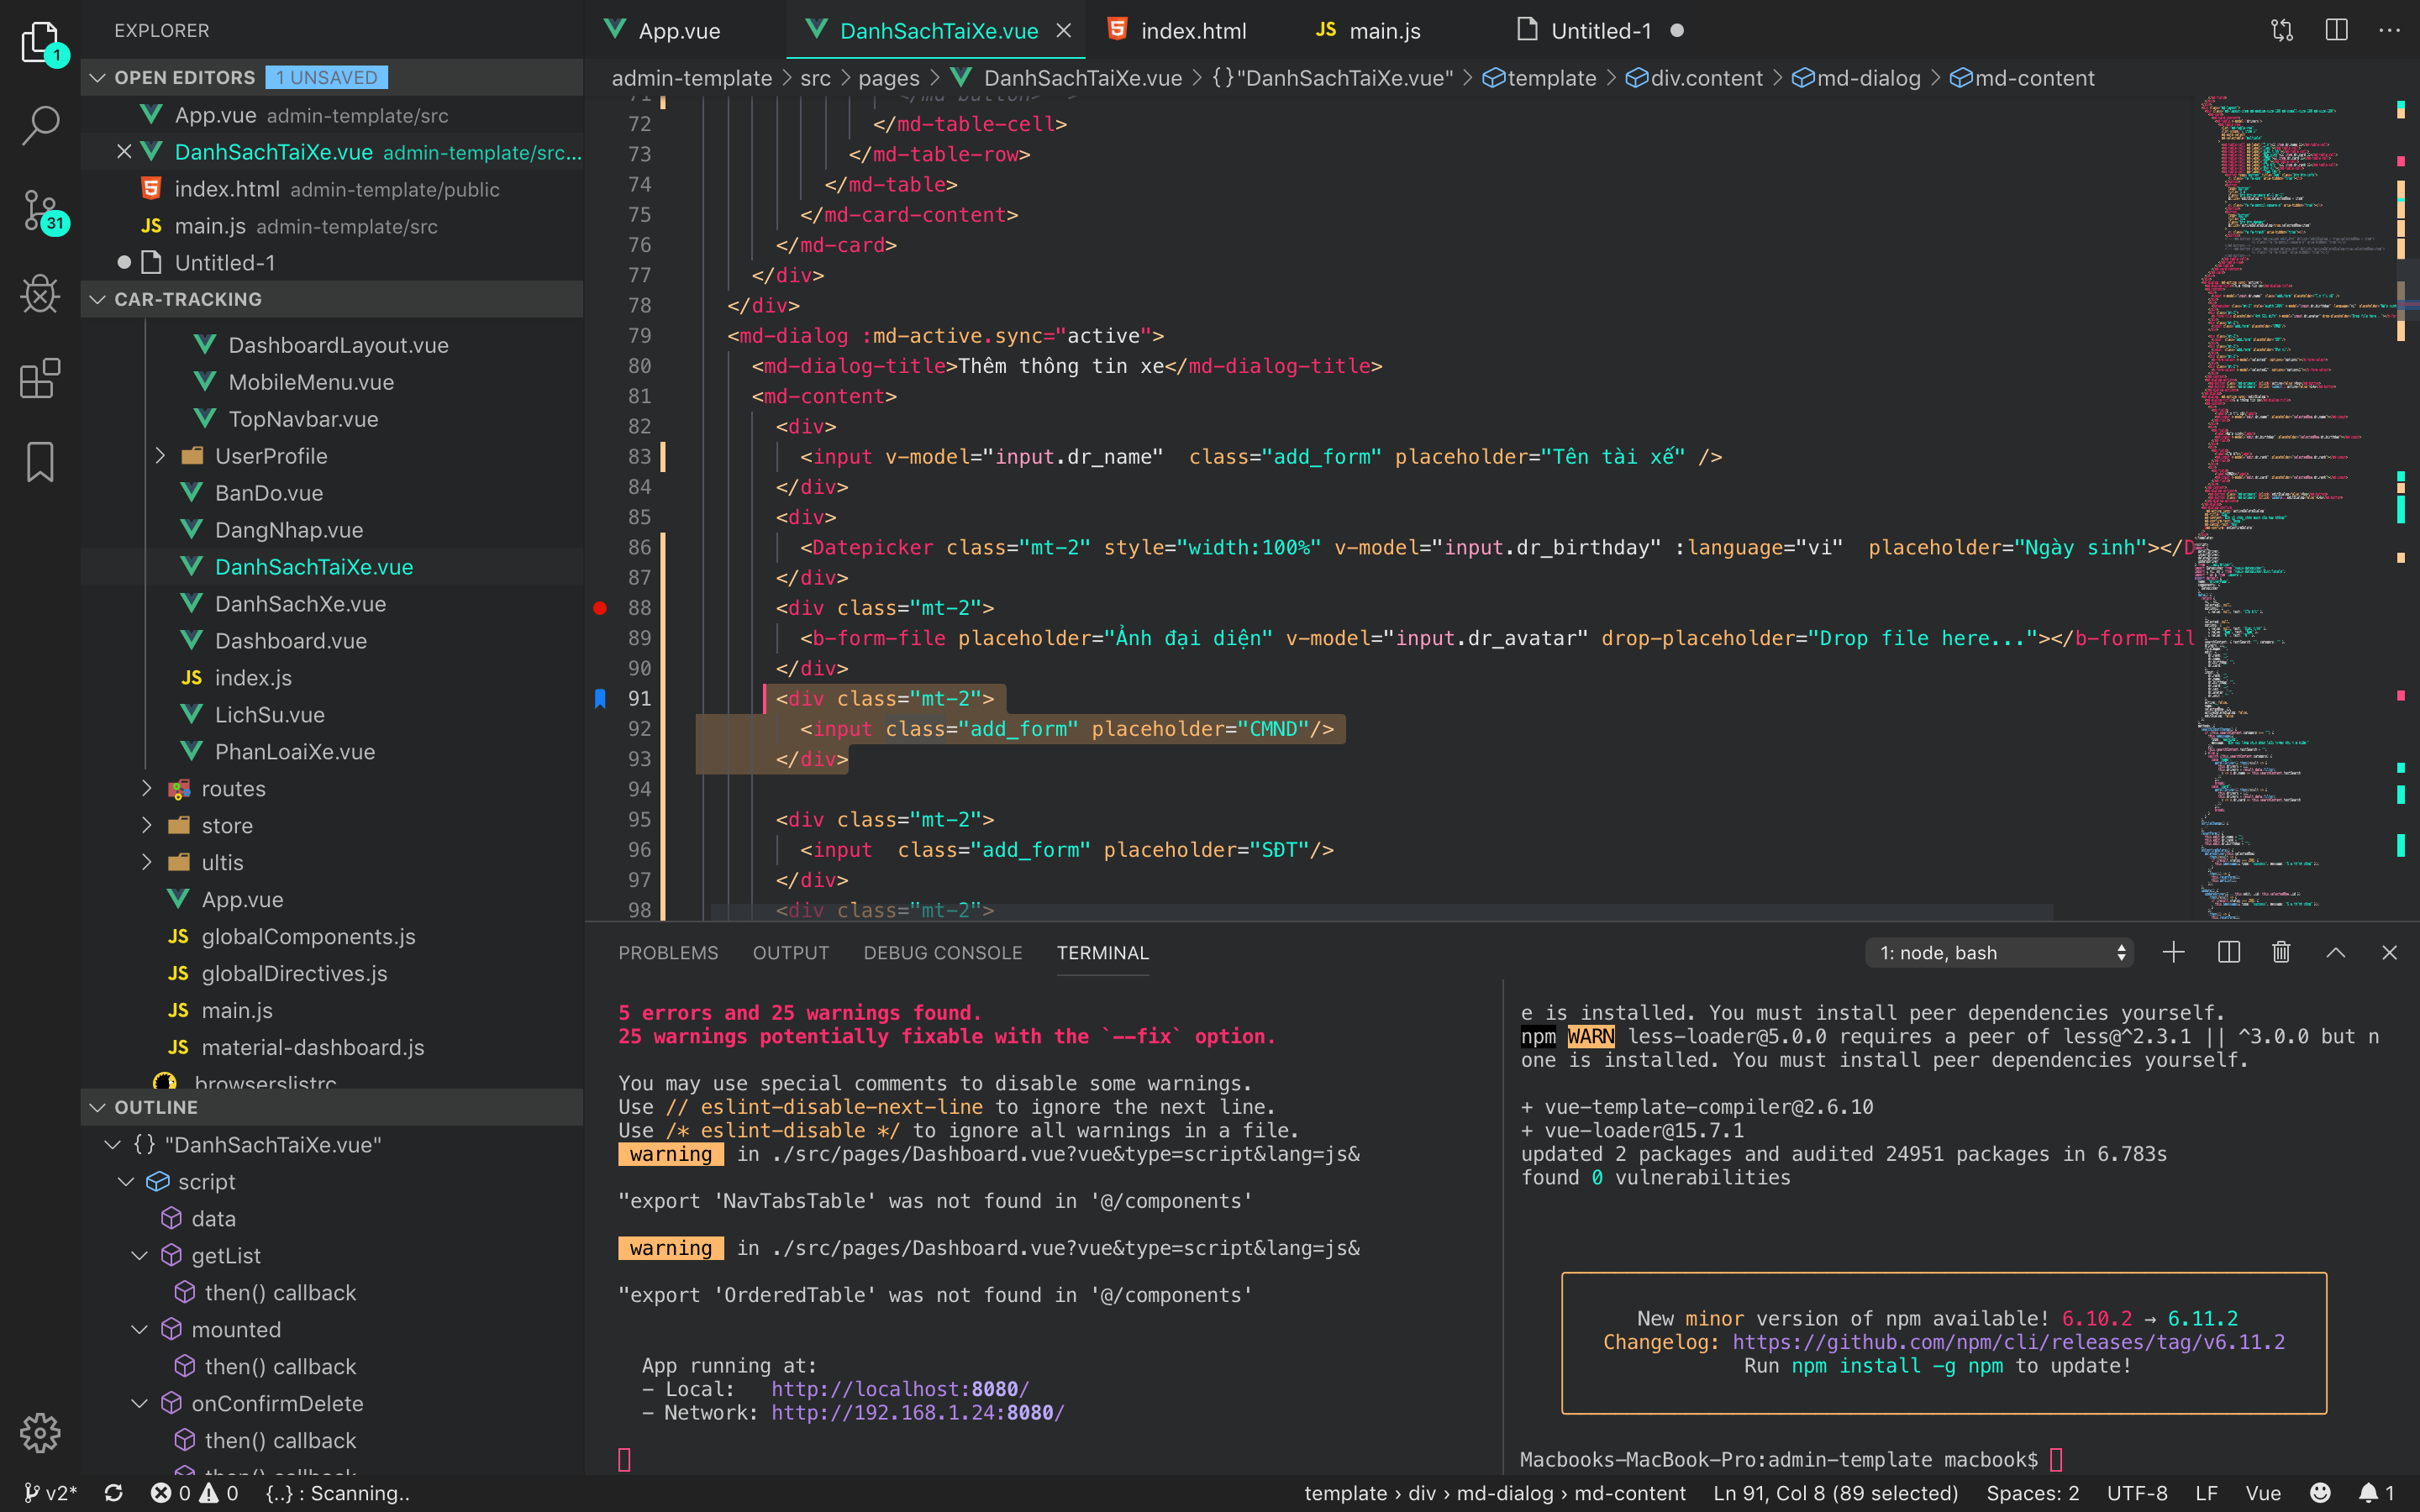 EXPLORER
OPEN EDITORS 1 UNSAVED
App.vue admin-template/src
DanhSachTaiXe.vue admin-template/src...
index.html admin-template/public
JS main.js admin-template/src
Untitled-1
CAR-TRACKING
DashboardLayout.vue
MobileMenu.vue
TopNavbar.vue
UserProfile
BanDo.vue
DangNhap.vue
DanhSachTaiXe.vue
DanhSachXe.vue
Dashboard.vue
JS index.js
LichSu.vue
PhanLoaiXe.vue
routes
store
ultis
App.vue
JS globalComponents.js
JS globalDirectives.js
JS main.js
JS material-dashboard.js
.browserslistrc
OUTLINE
{} "DanhSachTaiXe.vue"
script
data
getList
then() callback
mounted
then() callback
onConfirmDelete
then() callback
then() callback
1
31
App.vue
DanhSachTaiXe.vue
index.html
JS main.js
Untitled-1
admin-template > src > pages > DanhSachTaiXe.vue > {} "DanhSachTaiXe.vue" > template > div.content > md-dialog > md-content
71 </md-button> -->
72 </md-table-cell>
73 </md-table-row>
74 </md-table>
75 </md-card-content>
76 </md-card>
77 </div>
78 </div>
79 <md-dialog :md-active.sync="active">
80 <md-dialog-title>Thêm thông tin xe</md-dialog-title>
81 <md-content>
82 <div>
83 <input v-model="input.dr_name"  class="add_form" placeholder="Tên tài xế" />
84 </div>
85 <div>
86 <Datepicker class="mt-2" style="width:100%" v-model="input.dr_birthday" :language="vi"  placeholder="Ngày sinh"></D
87 </div>
88 <div class="mt-2">
89 <b-form-file placeholder="Ảnh đại diện" v-model="input.dr_avatar" drop-placeholder="Drop file here..."></b-form-fil
90 </div>
91 <div class="mt-2">
92 <input class="add_form" placeholder="CMND"/>
93 </div>
94
95 <div class="mt-2">
96 <input  class="add_form" placeholder="SĐT"/>
97 </div>
98 <div class="mt-2">
PROBLEMS OUTPUT DEBUG CONSOLE TERMINAL 1: node, bash
5 errors and 25 warnings found.
25 warnings potentially fixable with the `--fix` option.
You may use special comments to disable some warnings.
Use // eslint-disable-next-line to ignore the next line.
Use /* eslint-disable */ to ignore all warnings in a file.
warning  in ./src/pages/Dashboard.vue?vue&type=script&lang=js&
"export 'NavTabsTable' was not found in '@/components'
warning  in ./src/pages/Dashboard.vue?vue&type=script&lang=js&
"export 'OrderedTable' was not found in '@/components'
App running at:
- Local:   http://localhost:8080/
- Network: http://192.168.1.24:8080/
e is installed. You must install peer dependencies yourself.
npm WARN less-loader@5.0.0 requires a peer of less@^2.3.1 || ^3.0.0 but n
one is installed. You must install peer dependencies yourself.
+ vue-template-compiler@2.6.10
+ vue-loader@15.7.1
updated 2 packages and audited 24951 packages in 6.783s
found 0 vulnerabilities
New minor version of npm available! 6.10.2 → 6.11.2
Changelog: https://github.com/npm/cli/releases/tag/v6.11.2
Run npm install -g npm to update!
Macbooks-MacBook-Pro:admin-template macbook$
v2* 0 0 {..} : Scanning.. template › div › md-dialog › md-content Ln 91, Col 8 (89 selected) Spaces: 2 UTF-8 LF Vue 1